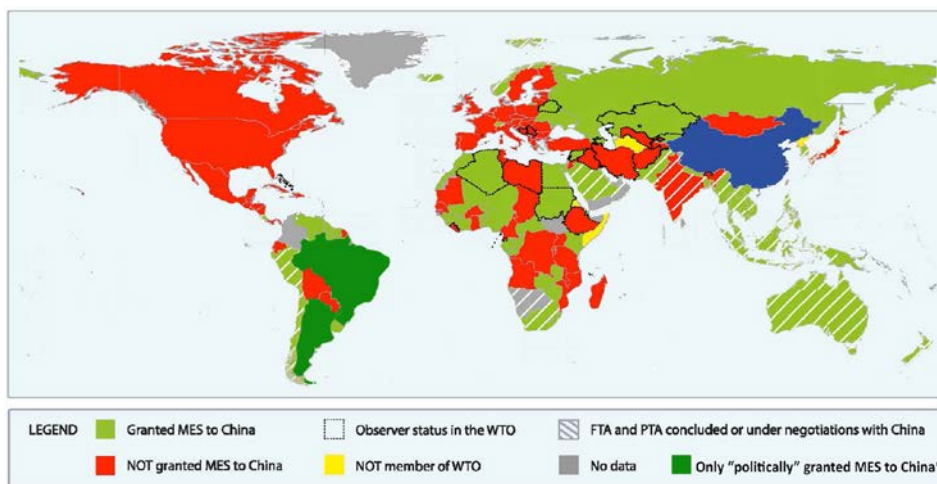 LEGEND
Granted MES to China
Observer status in the WTO
FTA and PTA concluded or under negotiations with China
NOT granted MES to China
NOT member of WTO
No data
Only "politically" granted MES to China'